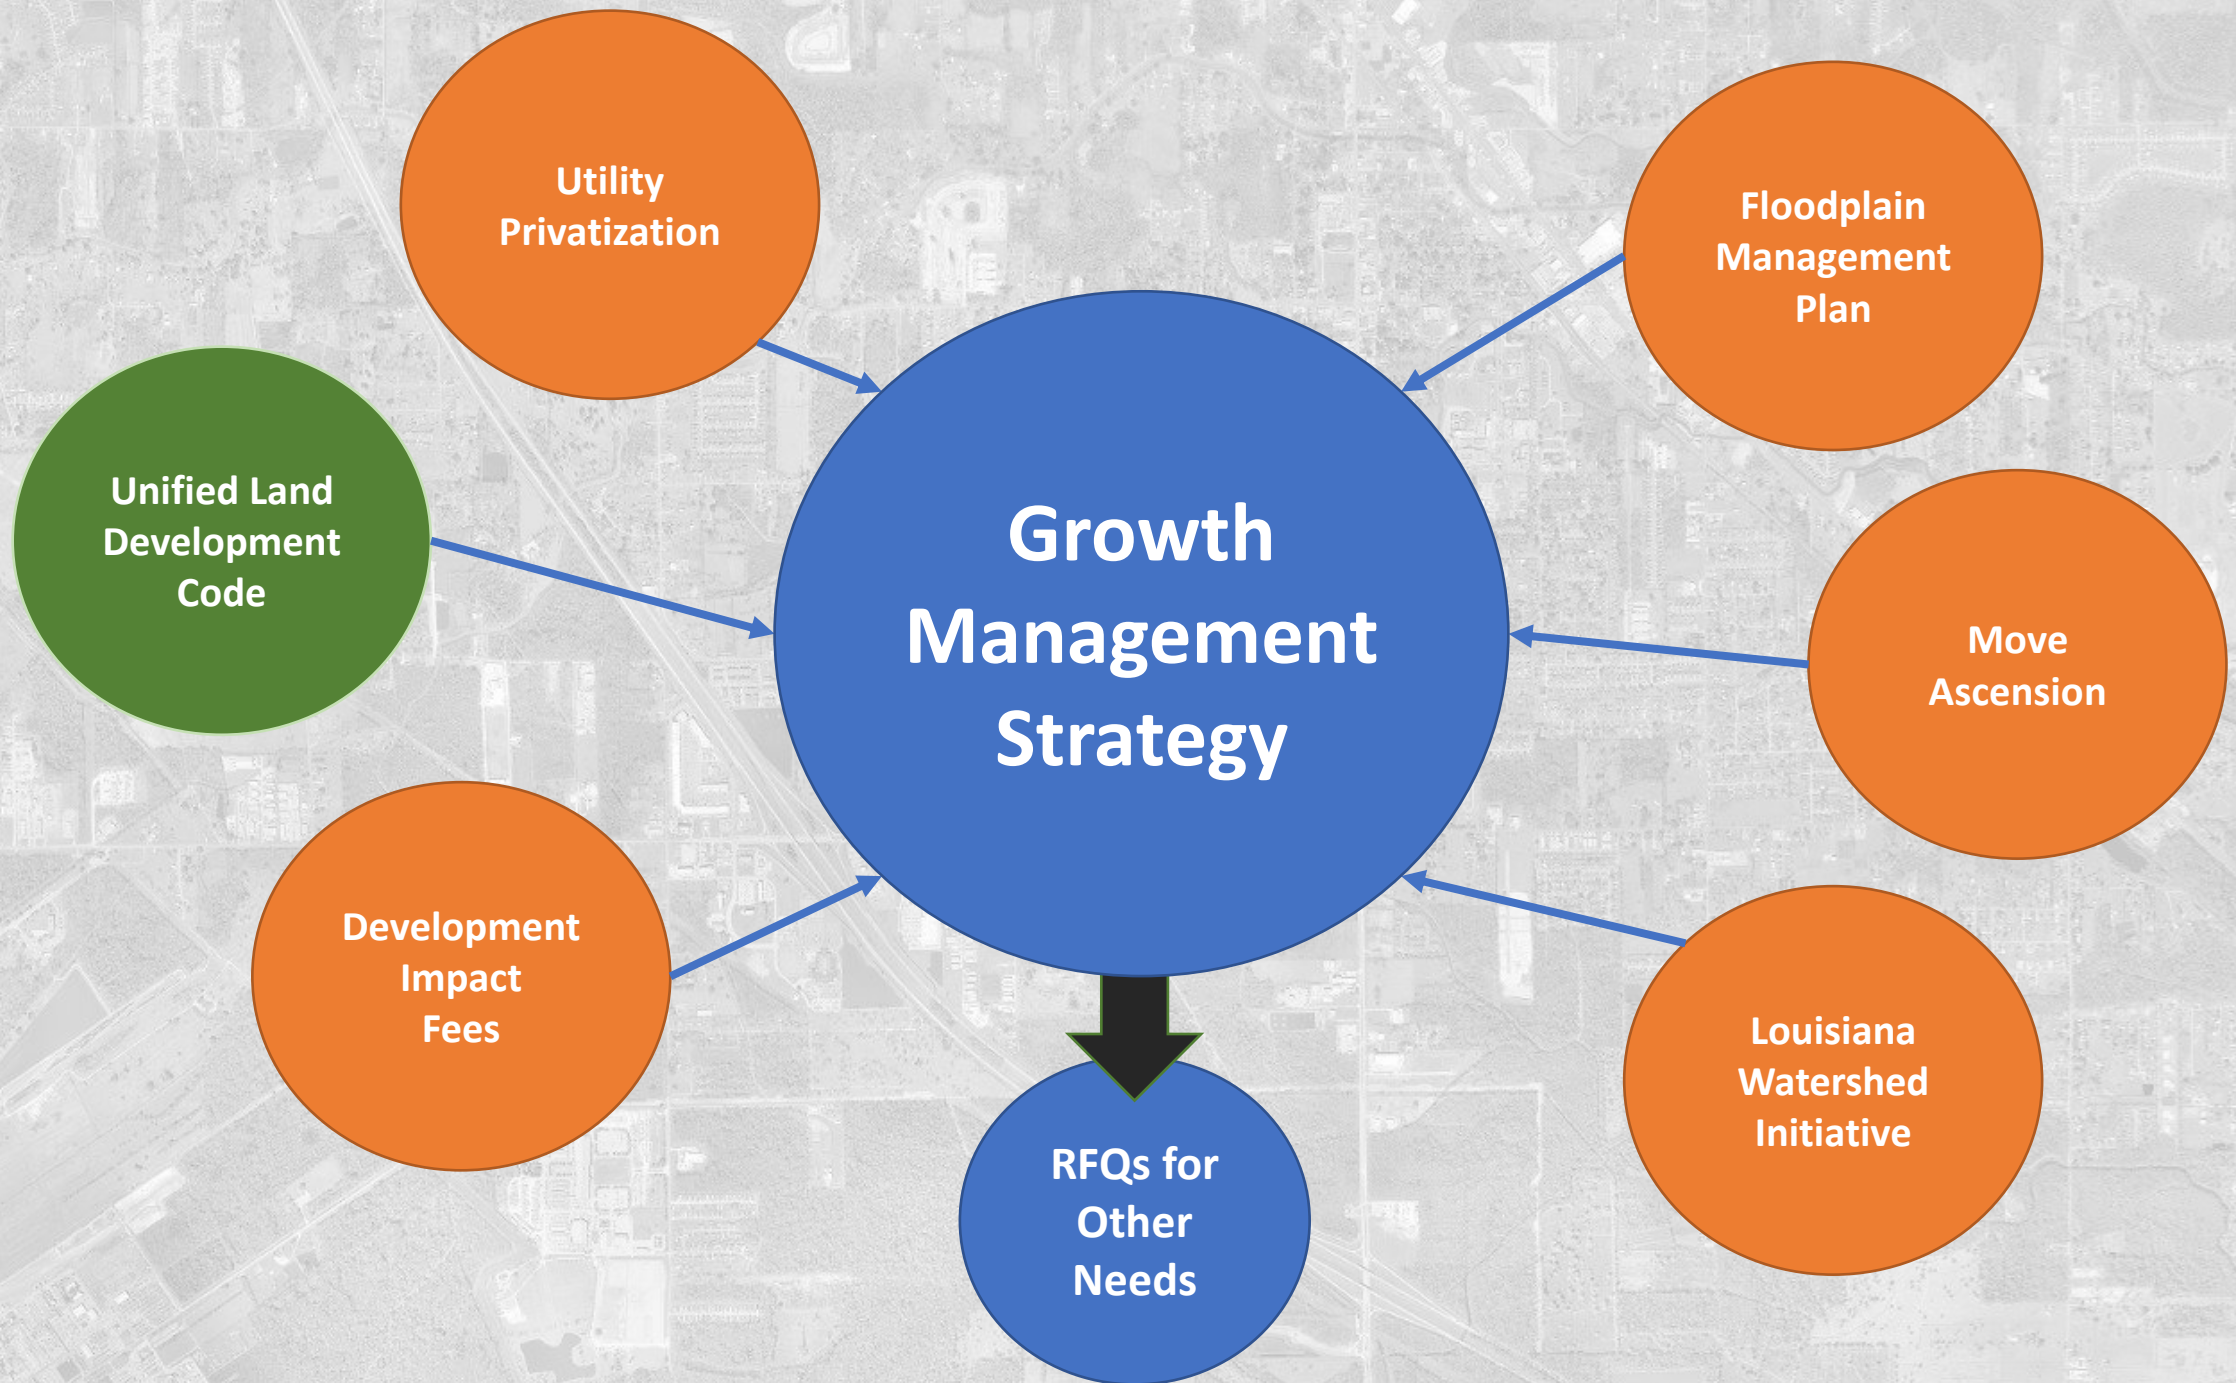 Utility
Privatization
Floodplain
Management
Plan
Unified Land
Development
Code
Growth
Management
Strategy
Move
Ascension
Development
Impact
Fees
Louisiana
Watershed
Initiative
RFQs for
Other
Needs